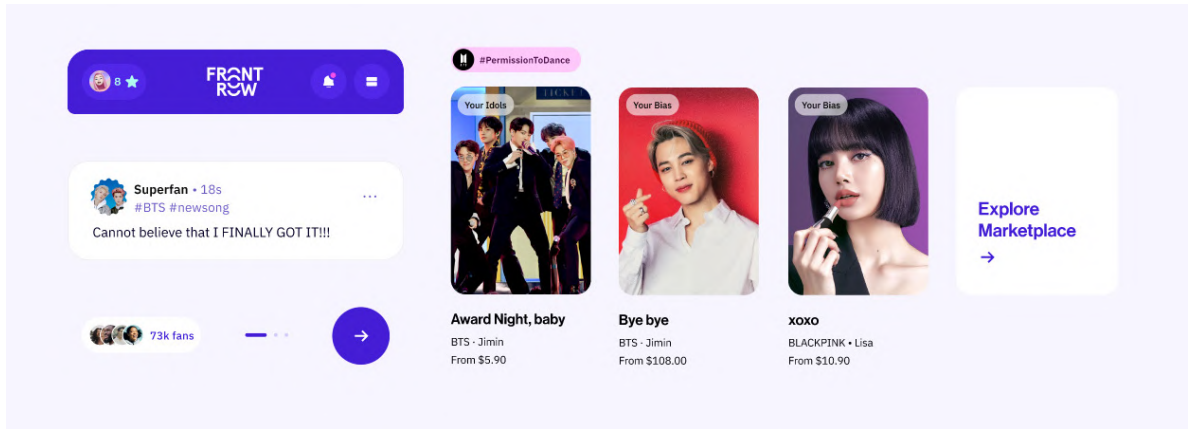 8
FRONT
ROW
Superfan • 18s
#BTS #newsong
Cannot believe that I FINALLY GOT IT!!!
73k fans
#PermissionToDance
Your Idols
TICKET
Award Night, baby
BTS · Jimin
From $5.90
Your Bias
Bye bye
BTS · Jimin
From $108.00
Your Bias
xoxo
BLACKPINK • Lisa
From $10.90
Explore
Marketplace